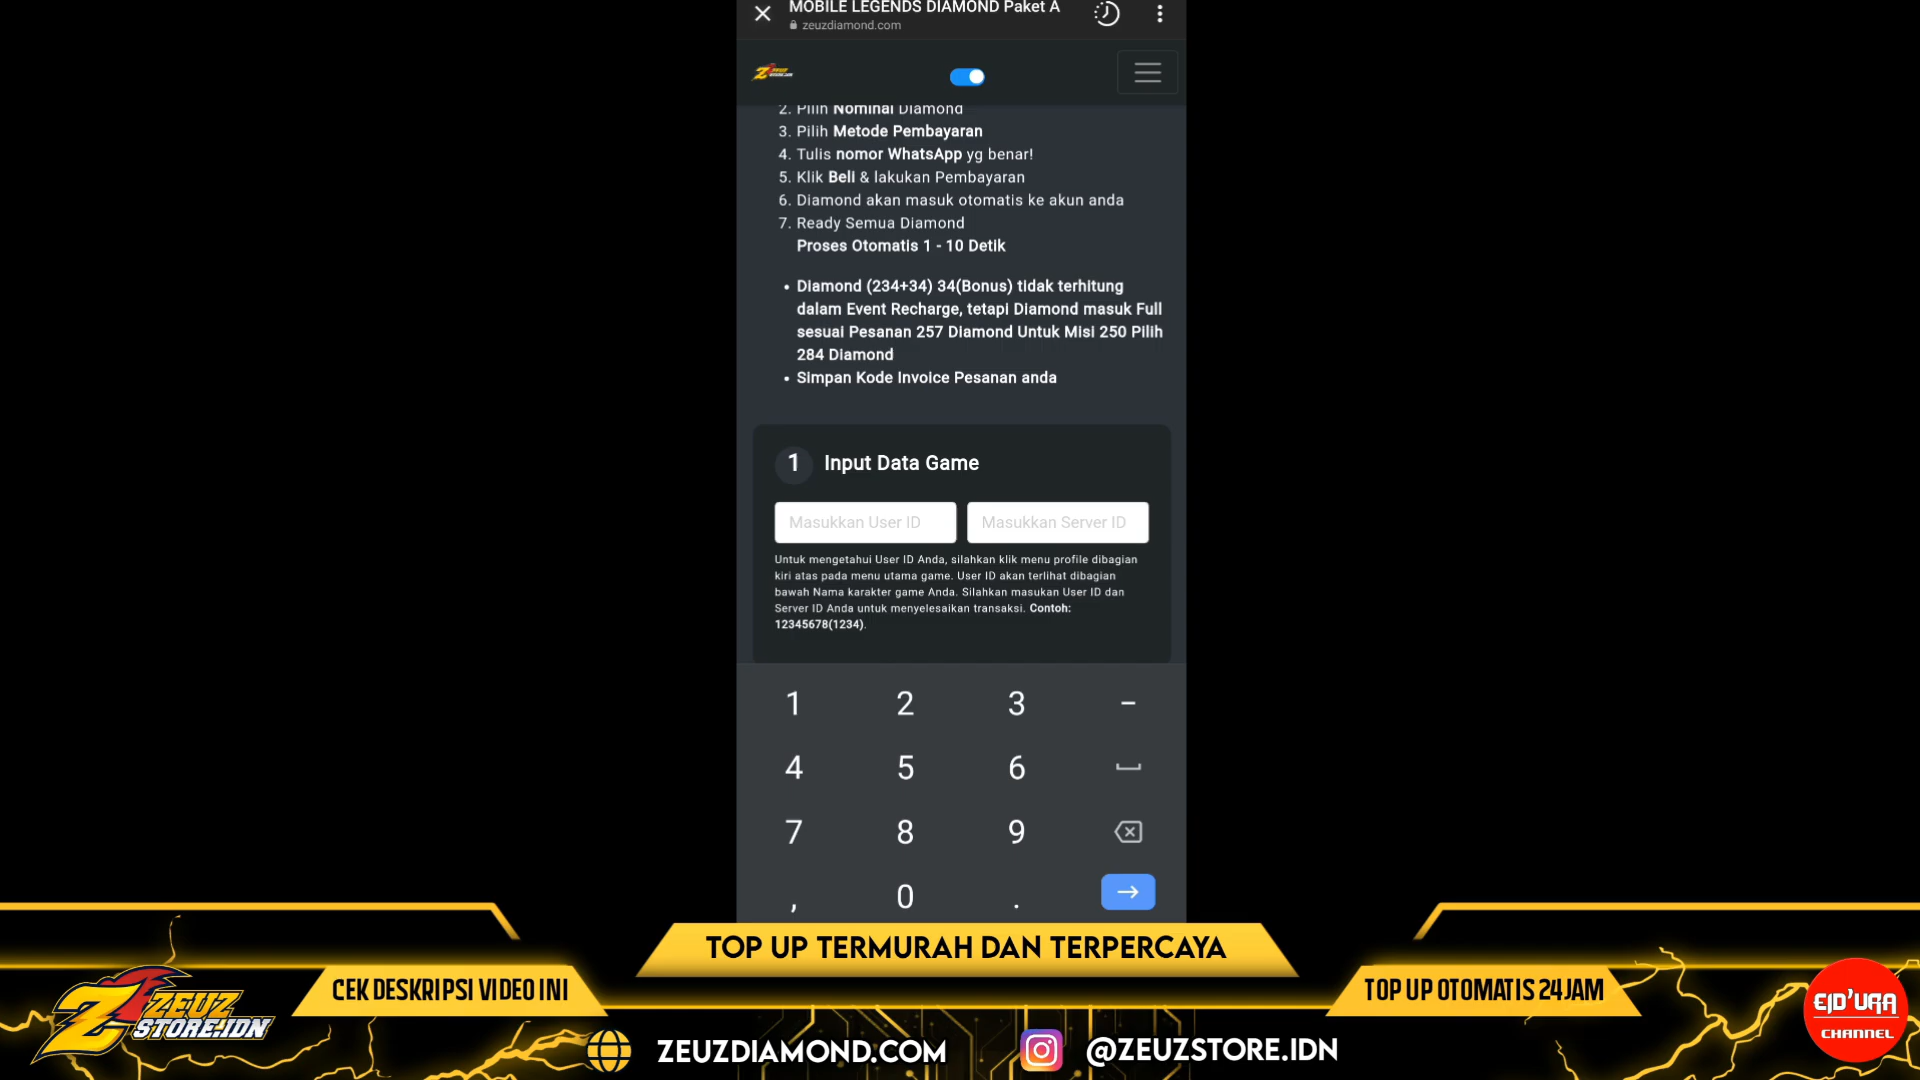 MOBILE LEGENDS DIAMOND Paket A
zeuzdiamond.com
2. Pilih Nominal Diamond
3. Pilih Metode Pembayaran
4. Tulis nomor WhatsApp yg benar!
5. Klik Beli & lakukan Pembayaran
6. Diamond akan masuk otomatis ke akun anda
7. Ready Semua Diamond
Proses Otomatis 1 - 10 Detik
• Diamond (234+34) 34(Bonus) tidak terhitung
dalam Event Recharge, tetapi Diamond masuk Full
sesuai Pesanan 257 Diamond Untuk Misi 250 Pilih
284 Diamond
• Simpan Kode Invoice Pesanan anda
1 Input Data Game
Masukkan User ID Masukkan Server ID
Untuk mengetahui User ID Anda, silahkan klik menu profile dibagian
kiri atas pada menu utama game. User ID akan terlihat dibagian
bawah Nama karakter game Anda. Silahkan masukan User ID dan
Server ID Anda untuk menyelesaikan transaksi. Contoh:
12345678(1234).
1 2 3 -
4 5 6
7 8 9
, 0 .
TOP UP TERMURAH DAN TERPERCAYA
CEK DESKRIPSI VIDEO INI
TOP UP OTOMATIS 24JAM
ZEUZ
STORE.IDN
ZEUZDIAMOND.COM
@ZEUZSTORE.IDN
EJD'URA
CHANNEL